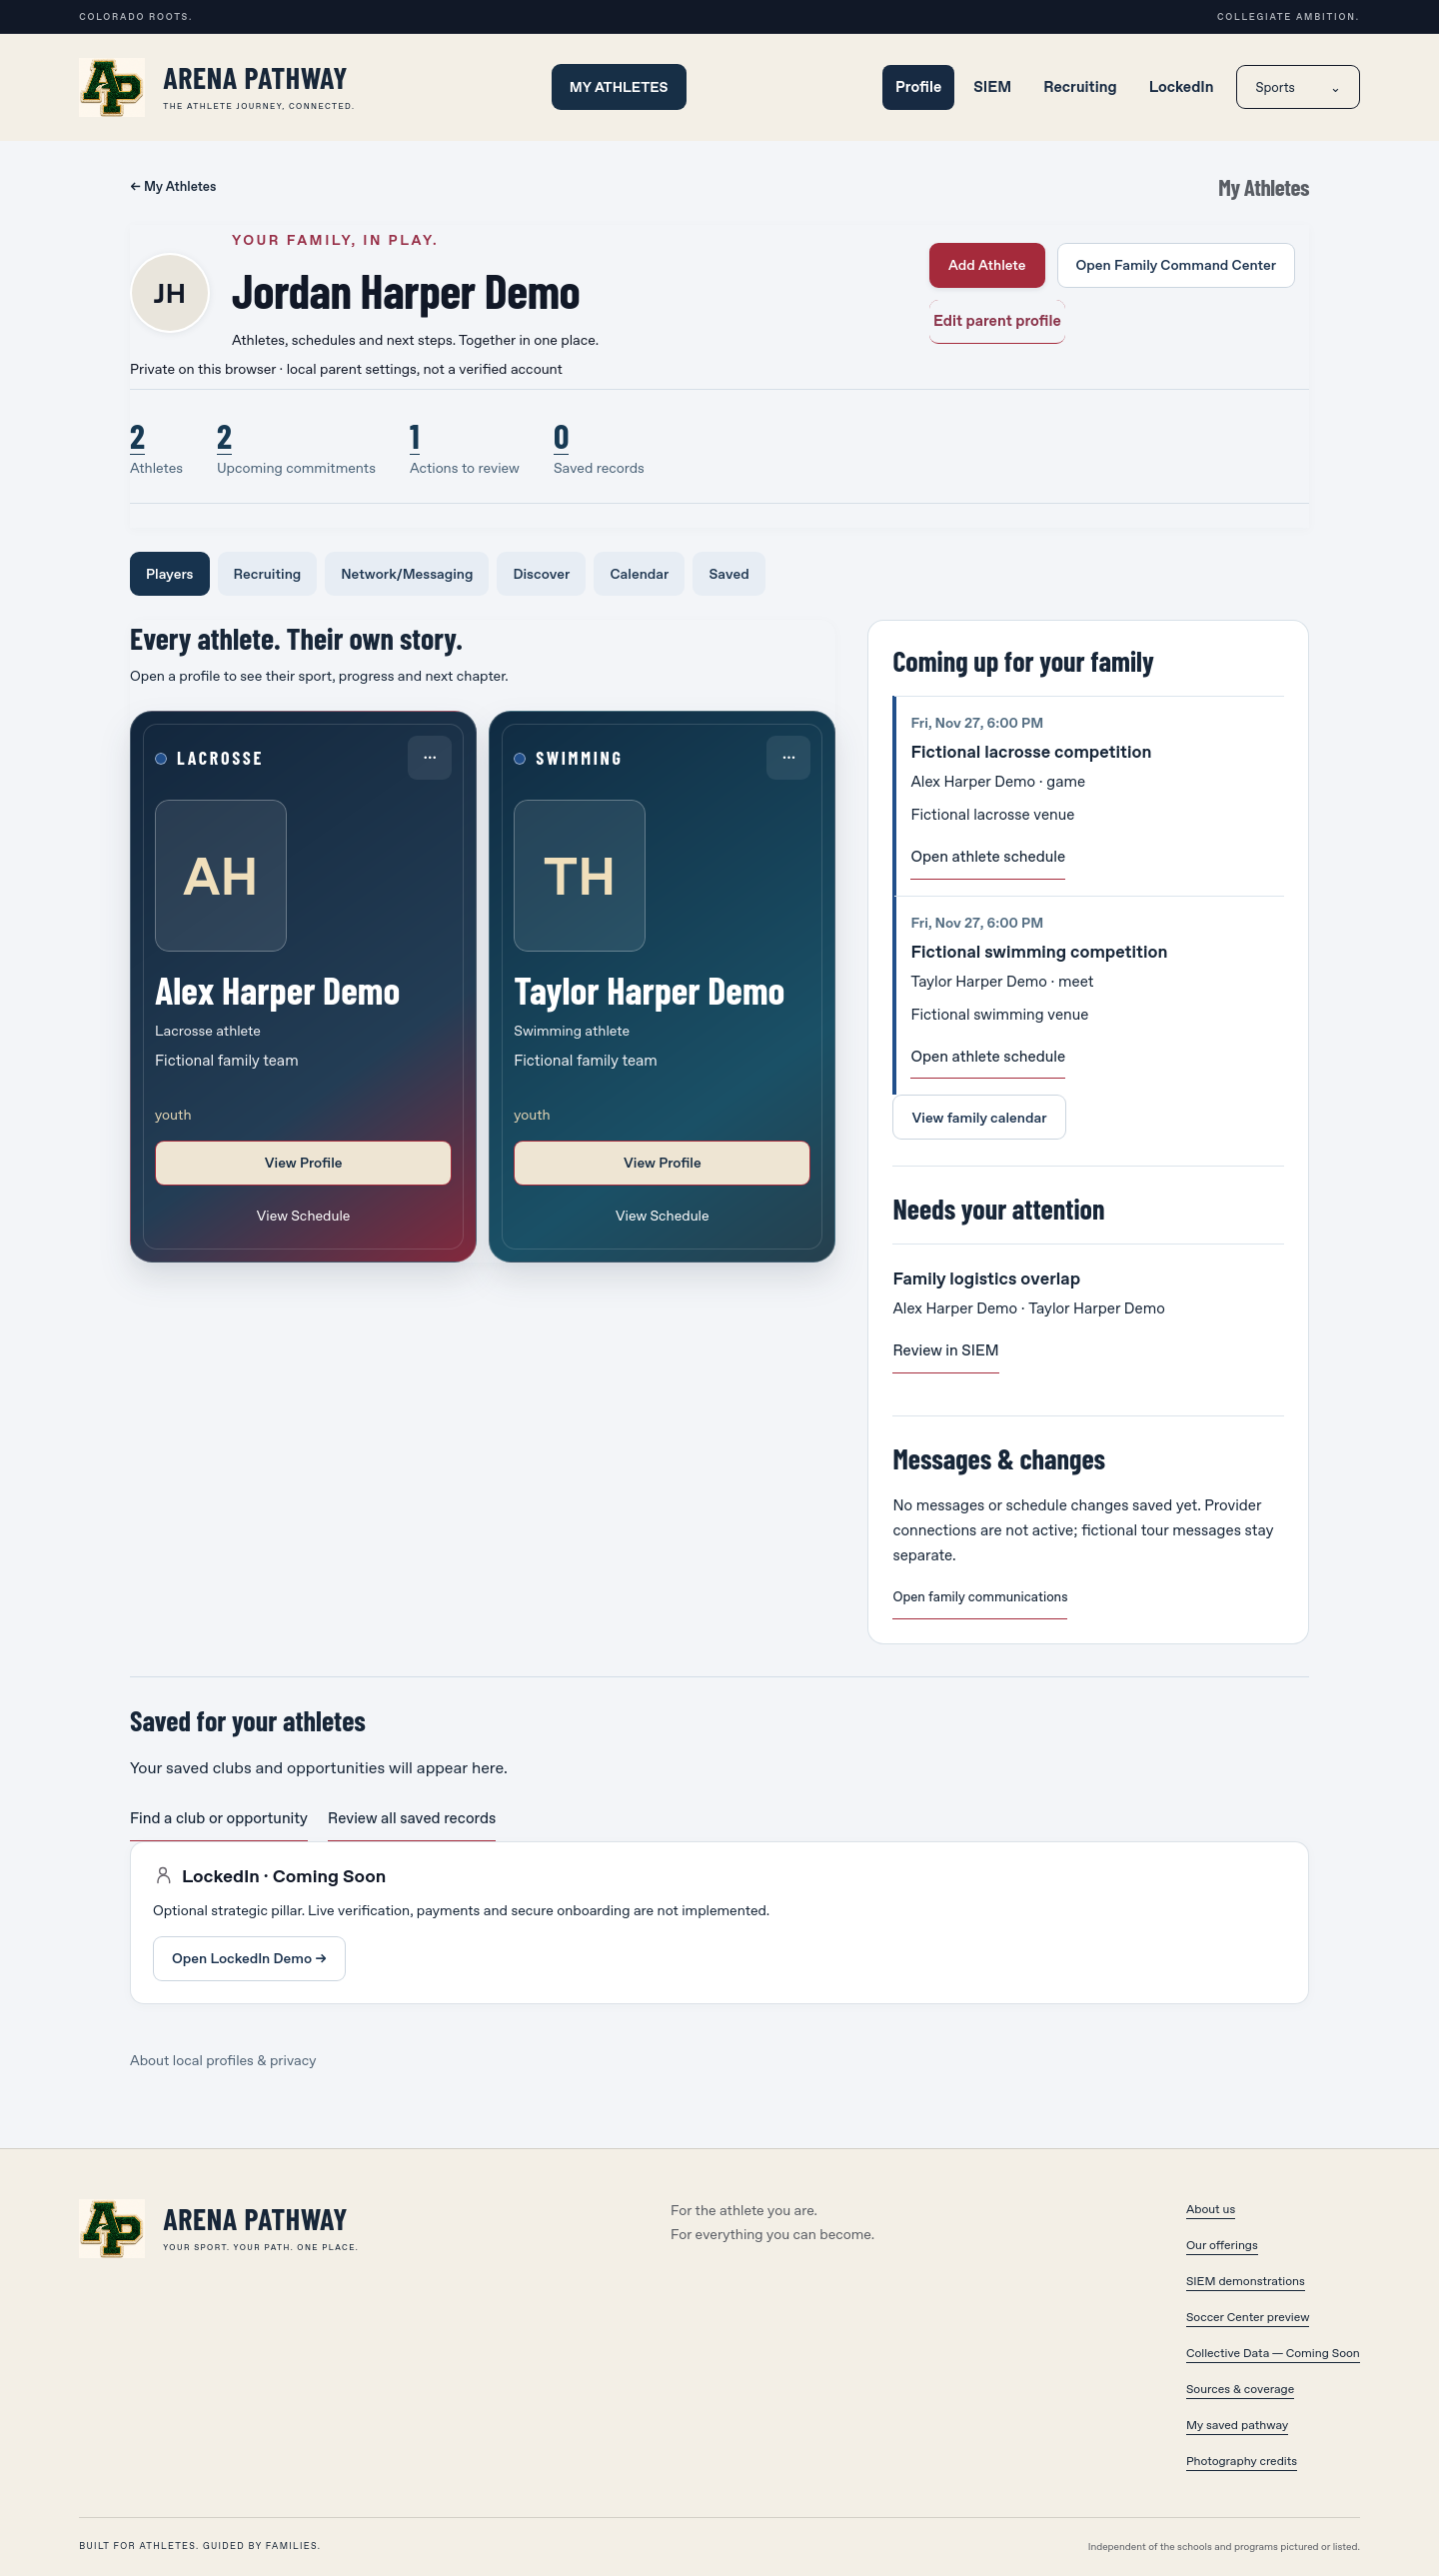 COLORADO ROOTS.
COLLEGIATE AMBITION.
AP
ARENA PATHWAY
THE ATHLETE JOURNEY, CONNECTED.
MY ATHLETES
Profile
SIEM
Recruiting
LockedIn
Sports
← My Athletes
My Athletes
JH
YOUR FAMILY, IN PLAY.
Jordan Harper Demo
Athletes, schedules and next steps. Together in one place.
Private on this browser · local parent settings, not a verified account
Add Athlete
Open Family Command Center
Edit parent profile
2
Athletes
2
Upcoming commitments
1
Actions to review
0
Saved records
Players
Recruiting
Network/Messaging
Discover
Calendar
Saved
Every athlete. Their own story.
Open a profile to see their sport, progress and next chapter.
LACROSSE
...
AH
Alex Harper Demo
Lacrosse athlete
Fictional family team
youth
View Profile
View Schedule
SWIMMING
...
TH
Taylor Harper Demo
Swimming athlete
Fictional family team
youth
View Profile
View Schedule
Coming up for your family
Fri, Nov 27, 6:00 PM
Fictional lacrosse competition
Alex Harper Demo · game
Fictional lacrosse venue
Open athlete schedule
Fri, Nov 27, 6:00 PM
Fictional swimming competition
Taylor Harper Demo · meet
Fictional swimming venue
Open athlete schedule
View family calendar
Needs your attention
Family logistics overlap
Alex Harper Demo · Taylor Harper Demo
Review in SIEM
Messages & changes
No messages or schedule changes saved yet. Provider
connections are not active; fictional tour messages stay
separate.
Open family communications
Saved for your athletes
Your saved clubs and opportunities will appear here.
Find a club or opportunity
Review all saved records
LockedIn · Coming Soon
Optional strategic pillar. Live verification, payments and secure onboarding are not implemented.
Open LockedIn Demo →
About local profiles & privacy
AP
ARENA PATHWAY
YOUR SPORT. YOUR PATH. ONE PLACE.
For the athlete you are.
For everything you can become.
About us
Our offerings
SIEM demonstrations
Soccer Center preview
Collective Data — Coming Soon
Sources & coverage
My saved pathway
Photography credits
BUILT FOR ATHLETES. GUIDED BY FAMILIES.
Independent of the schools and programs pictured or listed.